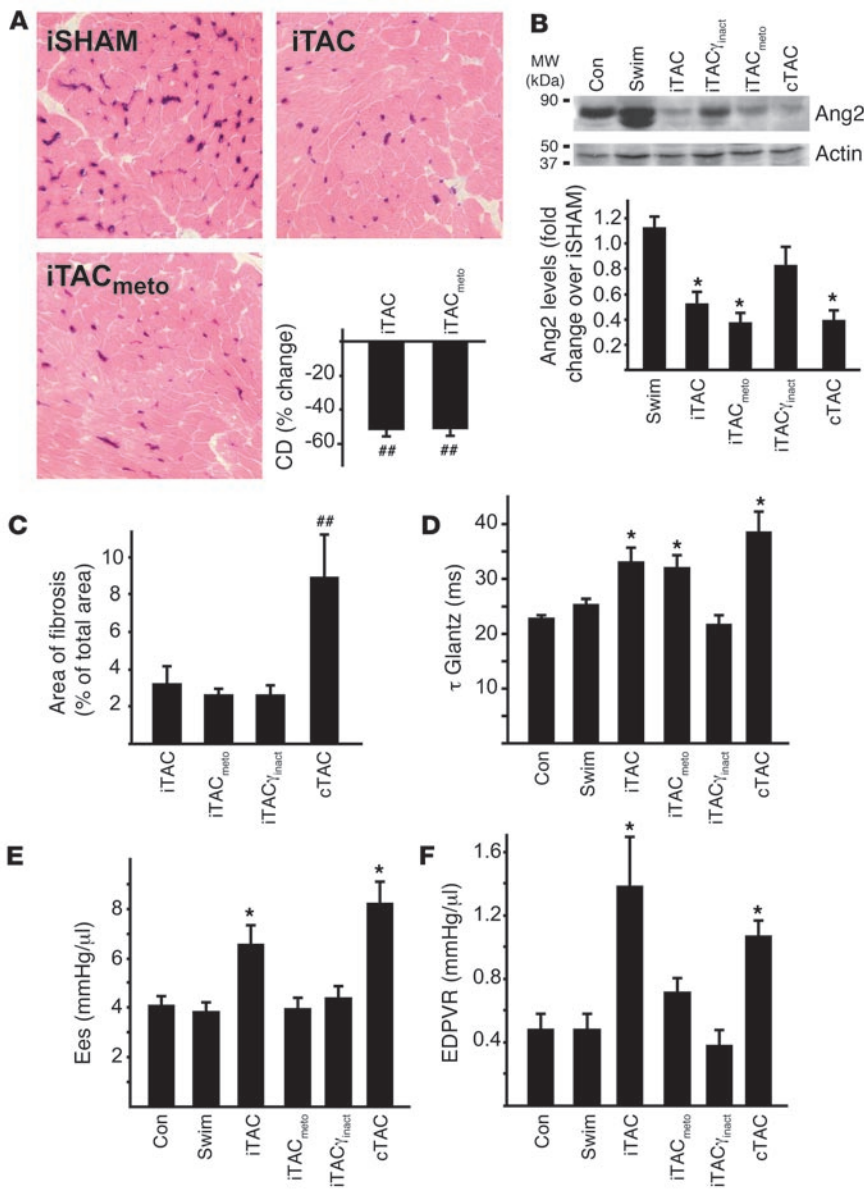 A
iSHAM
iTAC
iTACmeto
CD (% change)
-20
-40
-60
iTAC
iTACmeto
##
##
B
MW
(kDa)
Con
Swim
iTAC
iTACγinact
iTACmeto
cTAC
90
Ang2
50
37
Actin
Ang2 levels (fold
change over iSHAM)
1.2
1.0
0.8
0.6
0.4
0.2
*
*
*
Swim
iTAC
iTACmeto
iTACγinact
cTAC
C
Area of fibrosis
(% of total area)
10
8
6
4
2
##
iTAC
iTACmeto
iTACγinact
cTAC
D
τ Glantz (ms)
40
30
20
10
*
*
*
Con
Swim
iTAC
iTACmeto
iTACγinact
cTAC
E
Ees (mmHg/µl)
8
6
4
2
*
*
Con
Swim
iTAC
iTACmeto
iTACγinact
cTAC
F
EDPVR (mmHg/µl)
1.6
1.2
0.8
0.4
*
*
Con
Swim
iTAC
iTACmeto
iTACγinact
cTAC